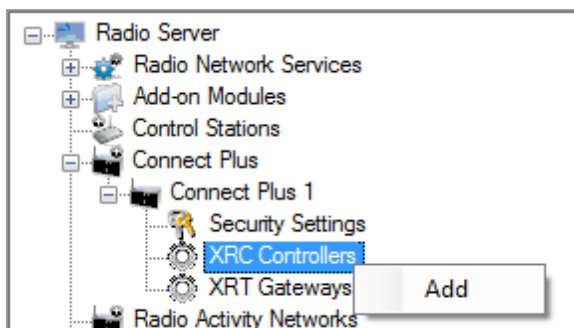 Radio Server
Radio Network Services
Add-on Modules
Control Stations
Connect Plus
Connect Plus 1
Security Settings
XRC Controllers
XRT Gateways
Add
Radio Activity Networks